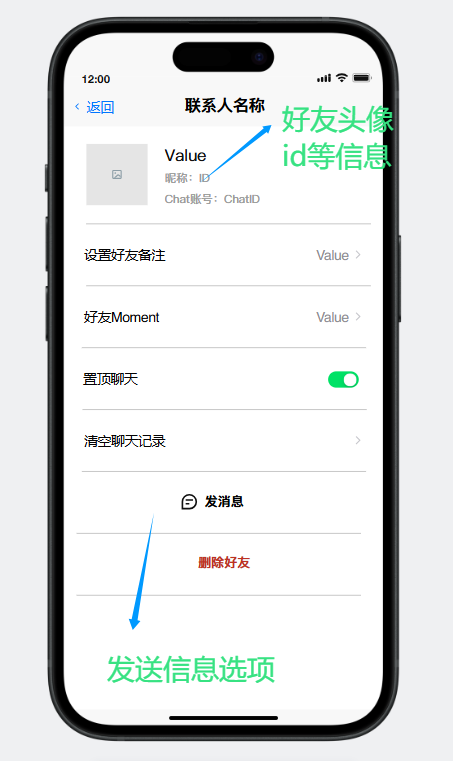 12:00
返回
联系人名称
好友头像
id等信息
Value
昵称：ID
Chat账号：ChatID
设置好友备注 Value
好友Moment Value
置顶聊天
清空聊天记录
发消息
删除好友
发送信息选项